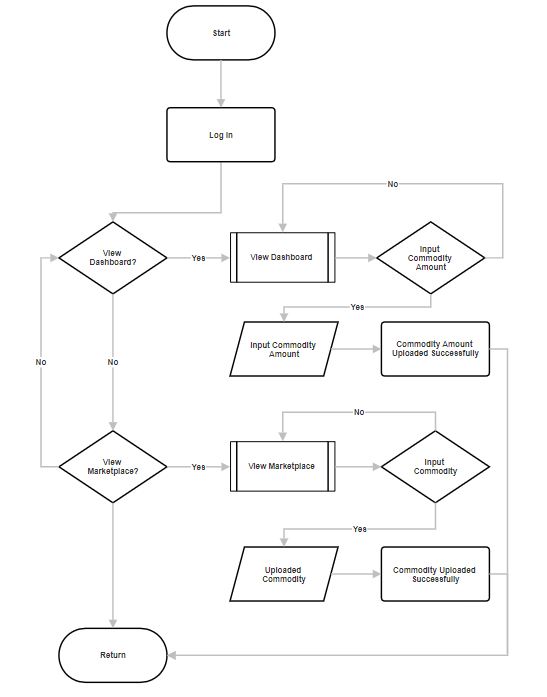 Start
Log In
No
View
Dashboard?
Yes
View Dashboard
Input
Commodity
Amount
Yes
Input Commodity
Amount
Commodity Amount
Uploaded Successfully
No
No
No
View
Marketplace?
Yes
View Marketplace
Input
Commodity
Yes
Uploaded
Commodity
Commodity Uploaded
Successfully
Return